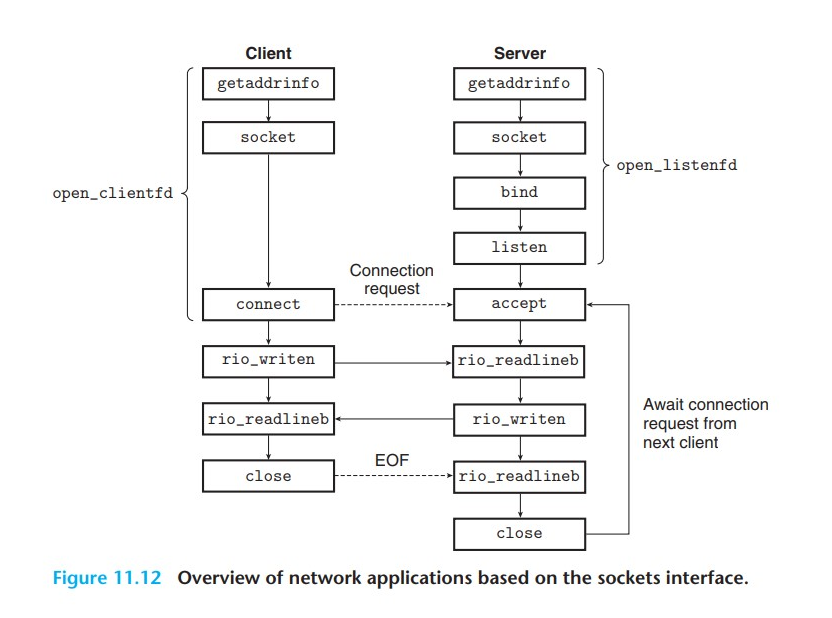 Client
Server
getaddrinfo
getaddrinfo
socket
socket
open_listenfd
open_clientfd
bind
listen
Connection
request
connect
accept
rio_writen
rio_readlineb
rio_readlineb
rio_writen
Await connection
request from
next client
EOF
close
rio_readlineb
close
Figure 11.12 Overview of network applications based on the sockets interface.